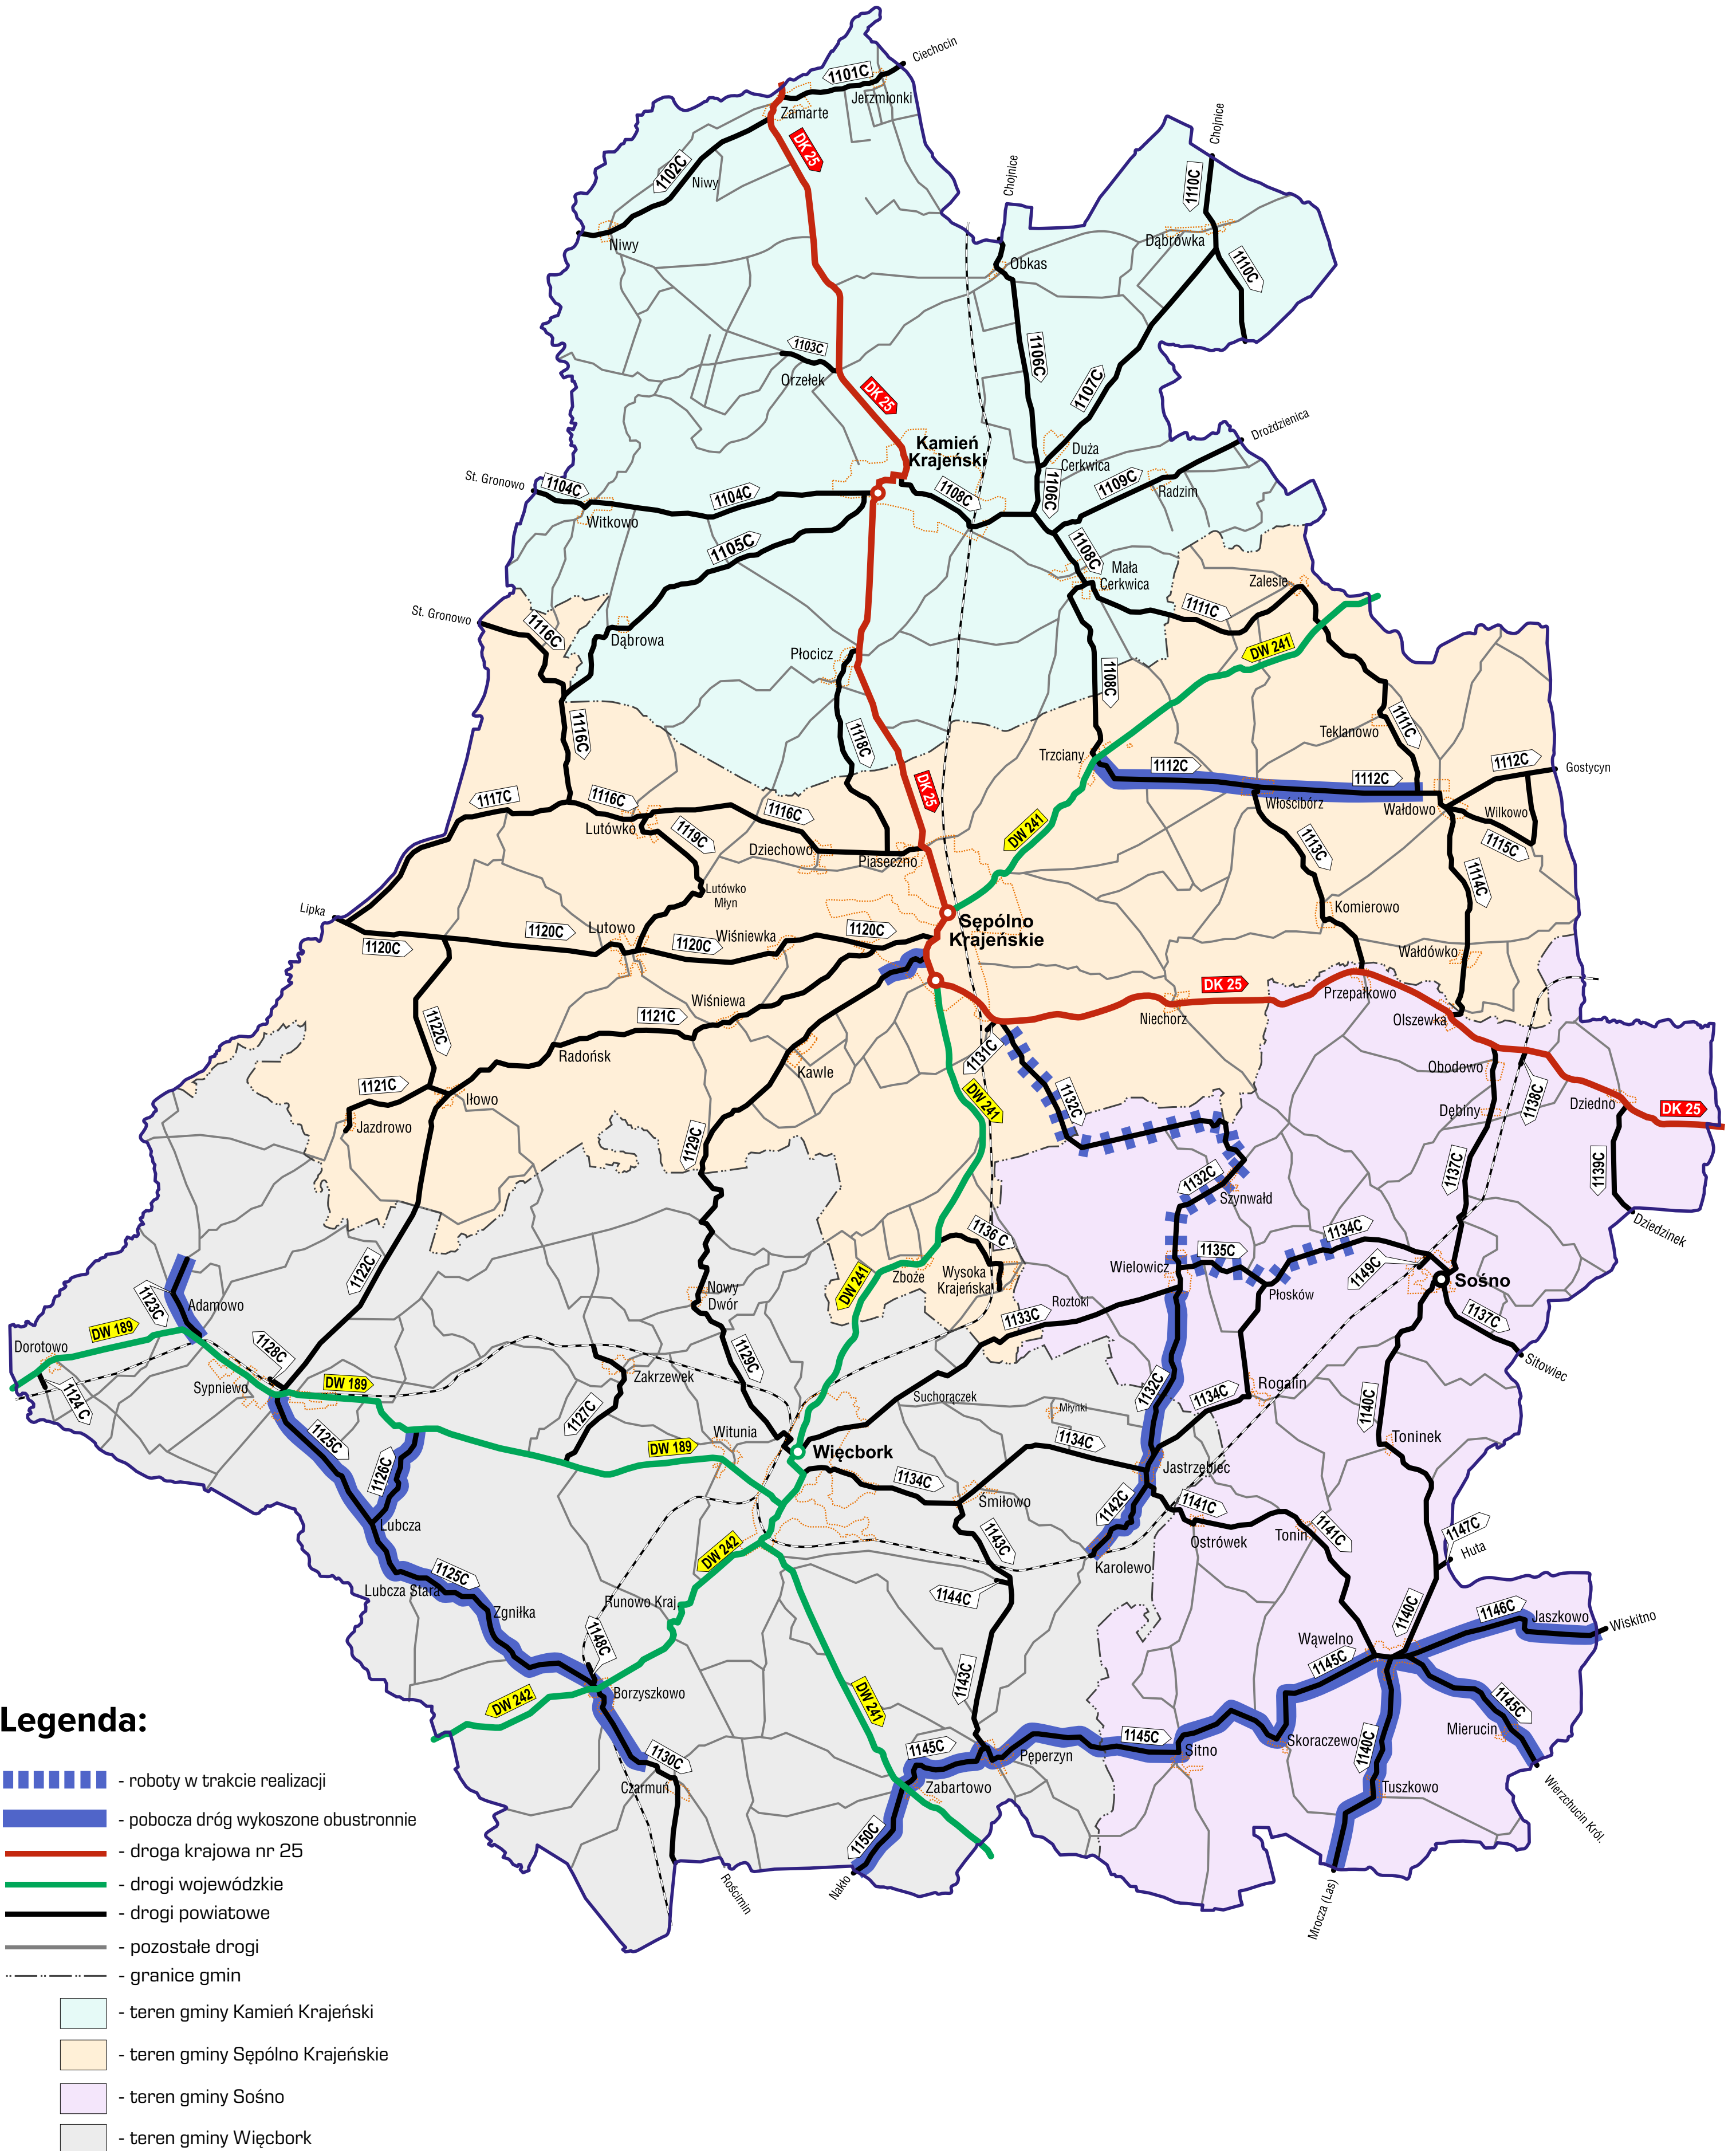 Ciechocin
1101C
Jerzmionki
Zamarte
DK 25
1102C
Niwy
Niwy
Chojnice
Chojnice
1110C
Dąbrówka
1110C
Obkas
1106C
1107C
1103C
Orzełek
DK 25
Kamień
Krajeński
Duża
Cerkwica
Drożdzienica
St. Gronowo
1104C
1104C
1108C
1106C
1109C
Radzim
Witkowo
1105C
1108C
Mała
Cerkwica
Zalesie
St. Gronowo
1116C
Dąbrowa
1111C
DW 241
Płocicz
1108C
1116C
1118C
Teklanowo
1111C
Trzciany
1112C
1112C
1112C
Gostycyn
DK 25
1117C
1116C
1116C
Lutówko
1119C
Dziechowo
Piaseczno
DW 241
Włościbórz
Wałdowo
Wilkowo
1113C
1115C
1114C
Lutówko
Młyn
Lipka
Komierowo
Sępólno
Krajeńskie
1120C
1120C
Lutowo
1120C
Wiśniewka
1120C
Wałdówko
DK 25
Przepałkowo
Wiśniewa
1121C
Niechorz
Olszewka
1122C
Radońsk
1131C
Kawle
Obodowo
1121C
Iłowo
DW 241
1132C
Dębiny
1138C
Dziedno
DK 25
Jazdrowo
1129C
1137C
1139C
1132C
Szynwałd
Dziedzinek
1136 C
1134C
1135C
1149C
Wielowicz
Płosków
Sośno
Zboże
Wysoka
Krajeńska
DW 241
1122C
Nowy
Dwór
1123C
Adamowo
Roztoki
1133C
1137C
DW 189
Dorotowo
1128C
1129C
Sitowiec
Sypniewo
DW 189
Zakrzewek
1124 C
Suchorączek
Młynki
1132C
1134C
Rogalin
1140C
1127C
1125C
DW 189
Witunia
Więcbork
1134C
Toninek
1126C
1134C
Jastrzębiec
Śmiłowo
1142C
1141C
Lubcza
1143C
Ostrówek
Tonin
1141C
1147C
Huta
DW 242
Karolewo
1125C
Lubcza Stara
Zgniłka
Runowo Kraj.
1144C
1140C
1146C
Jaszkowo
Wiskitno
1148C
Wąwelno
1145C
1143C
Borzyszkowo
DW 242
DW 241
1145C
Mierucin
1145C
Sitno
Skoraczewo
1140C
1145C
Pęperzyn
Zabartowo
Tuszkowo
1130C
Czarmuń
Wierzchucin Król.
1150C
Nakło
Rościmin
Mrocza (Las)
Legenda:
- roboty w trakcie realizacji
- pobocza dróg wykoszone obustronnie
- droga krajowa nr 25
- drogi wojewódzkie
- drogi powiatowe
- pozostałe drogi
- granice gmin
- teren gminy Kamień Krajeński
- teren gminy Sępólno Krajeńskie
- teren gminy Sośno
- teren gminy Więcbork